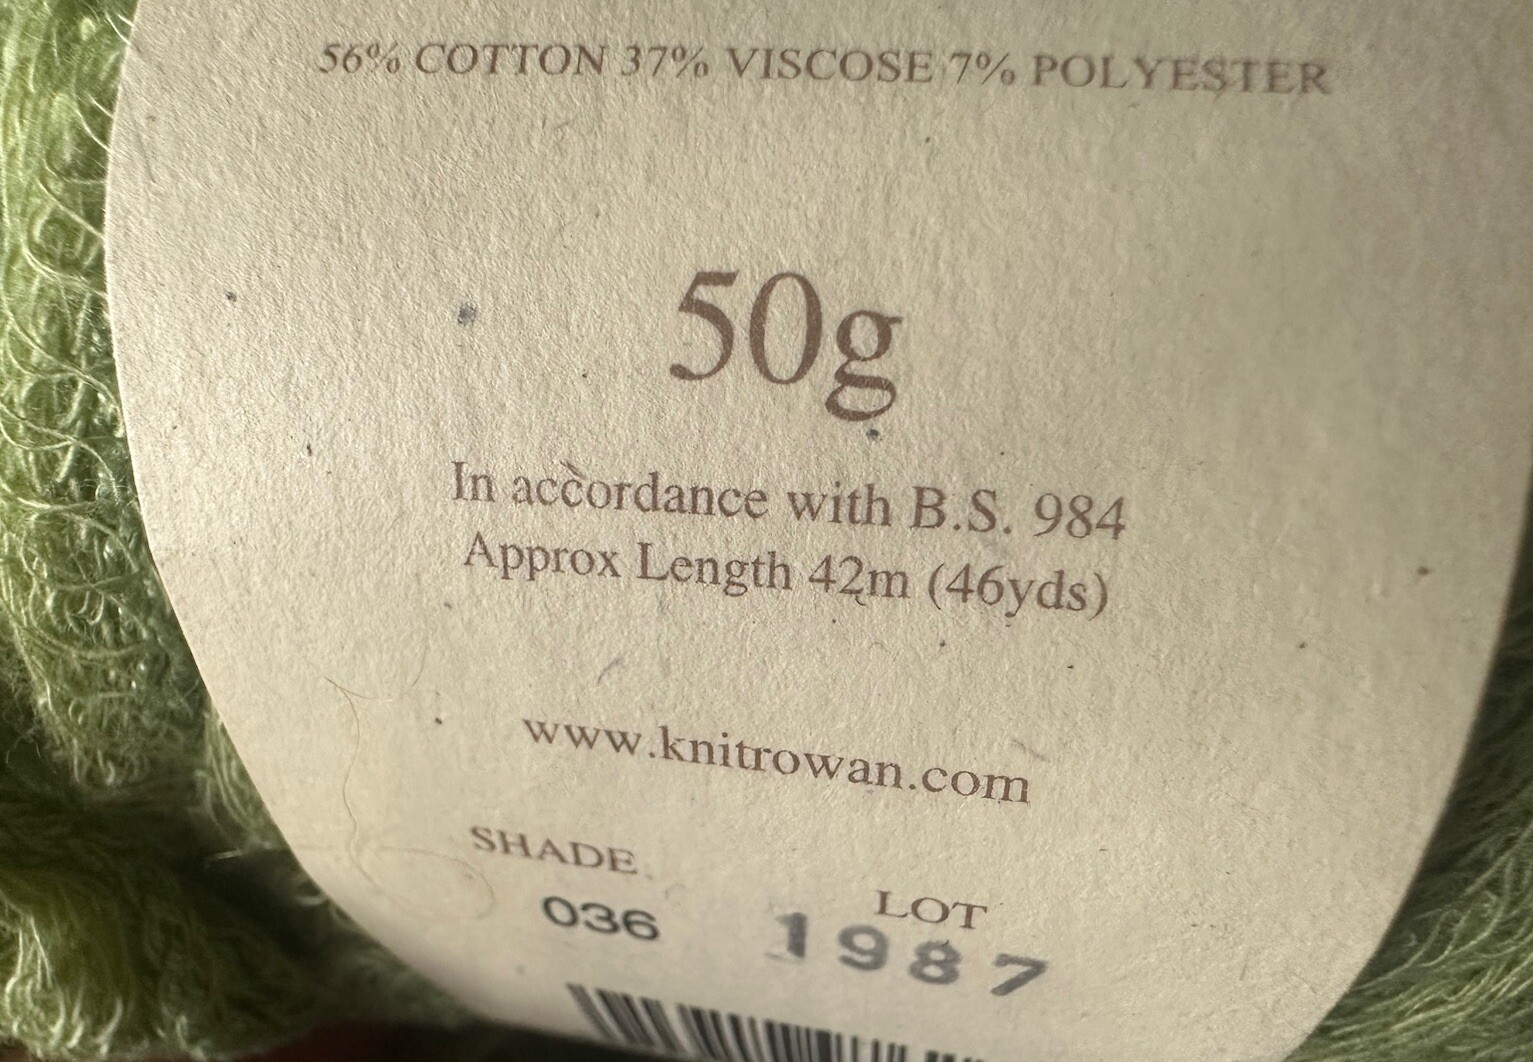 56% COTTON 37% VISCOSE 7% POLYESTER
50g
In accordance with B.S. 984
Approx Length 42m (46yds)
www.knitrowan.com
SHADE
LOT
036
1987